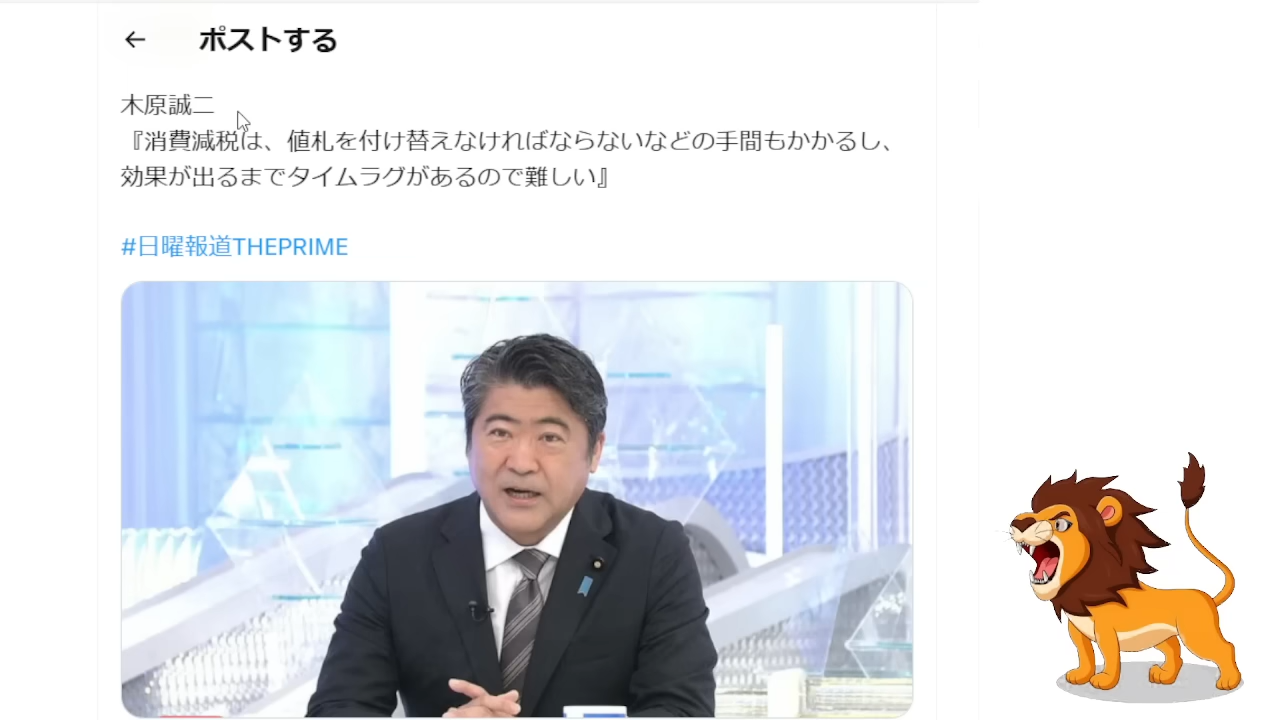 ポストする
木原誠二
『消費減税は、値札を付け替えなければならないなどの手間もかかるし、
効果が出るまでタイムラグがあるので難しい』
#日曜報道THEPRIME